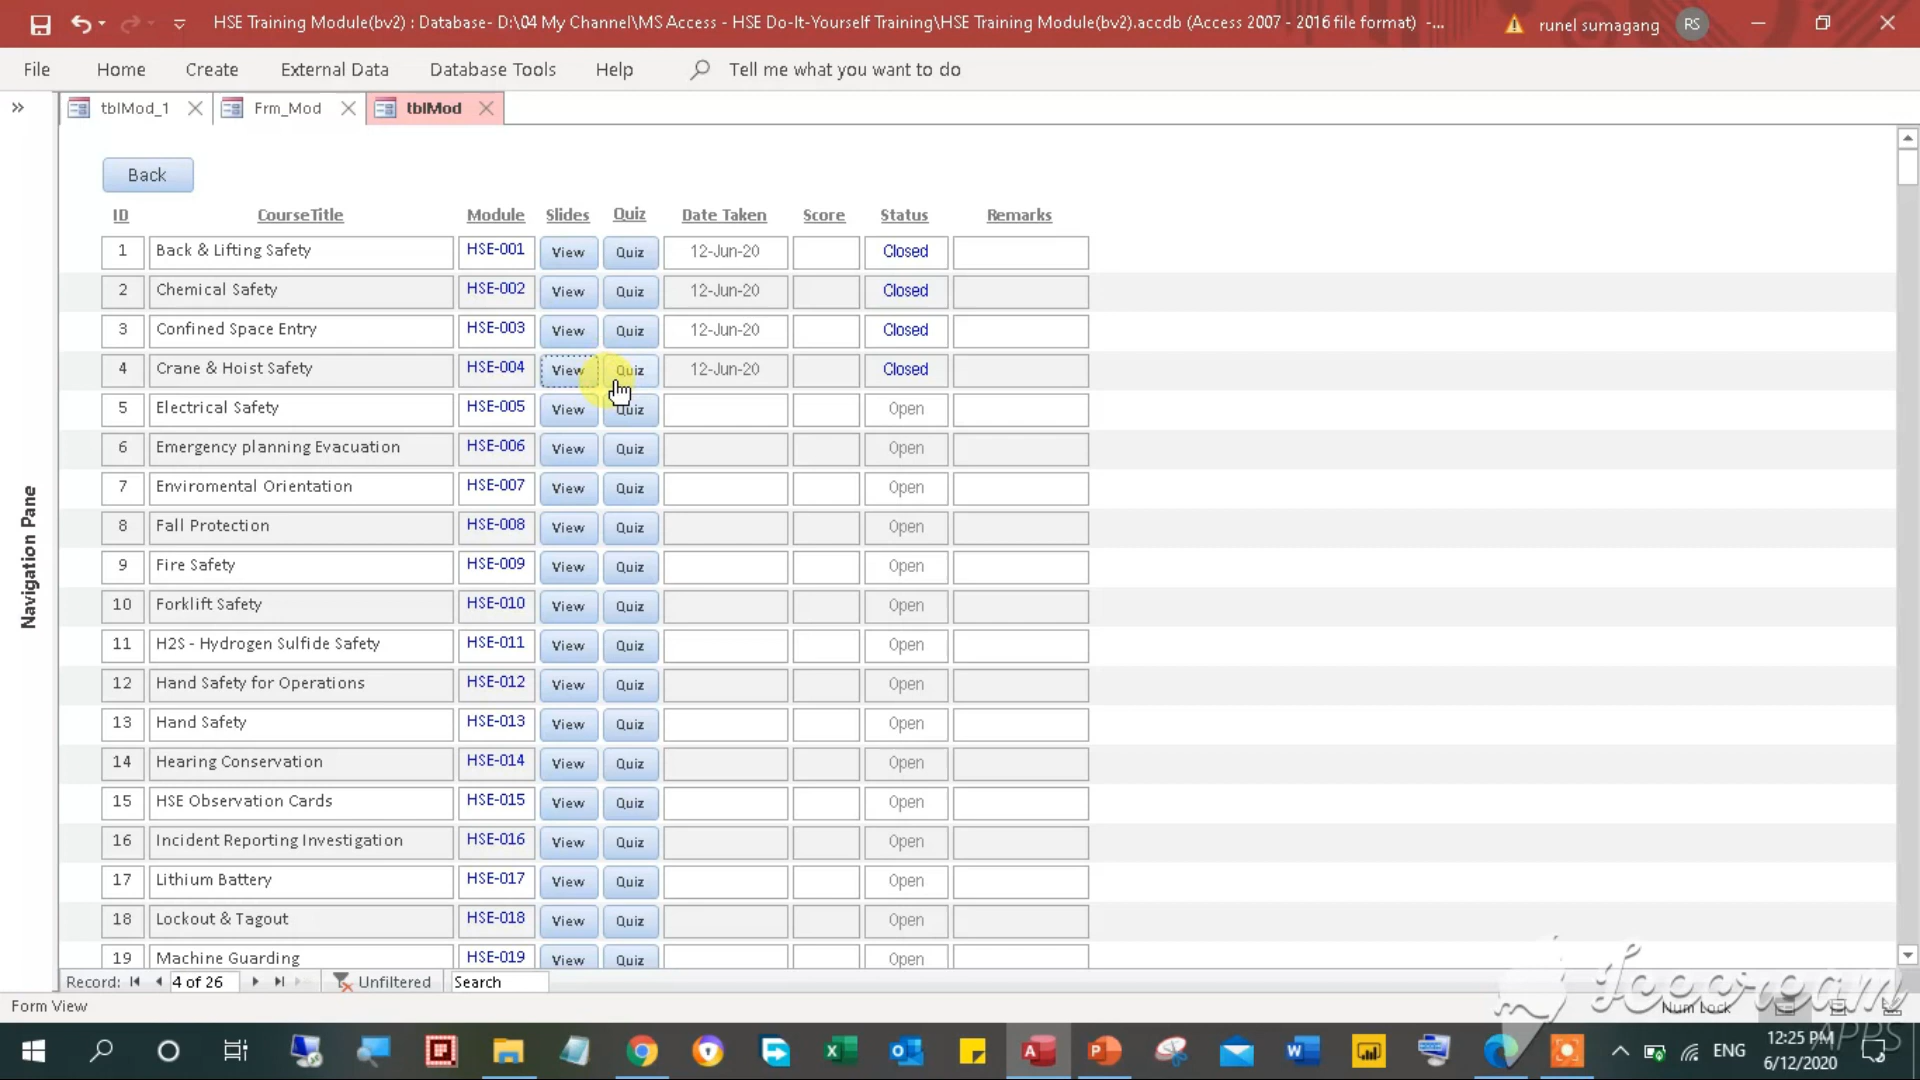 HSE Training Module(bv2) : Database- D:\04 My Channel\MS Access - HSE Do-It-Yourself Training\HSE Training Module(bv2).accdb (Access 2007 - 2016 file format) -... runel sumagang RS
File Home Create External Data Database Tools Help Tell me what you want to do
tblMod_1 Frm_Mod tblMod
Back
ID CourseTitle Module Slides Quiz Date Taken Score Status Remarks
1 Back & Lifting Safety HSE-001 View Quiz 12-Jun-20 Closed
2 Chemical Safety HSE-002 View Quiz 12-Jun-20 Closed
3 Confined Space Entry HSE-003 View Quiz 12-Jun-20 Closed
4 Crane & Hoist Safety HSE-004 View Quiz 12-Jun-20 Closed
5 Electrical Safety HSE-005 View Quiz Open
6 Emergency planning Evacuation HSE-006 View Quiz Open
7 Enviromental Orientation HSE-007 View Quiz Open
8 Fall Protection HSE-008 View Quiz Open
9 Fire Safety HSE-009 View Quiz Open
10 Forklift Safety HSE-010 View Quiz Open
11 H2S - Hydrogen Sulfide Safety HSE-011 View Quiz Open
12 Hand Safety for Operations HSE-012 View Quiz Open
13 Hand Safety HSE-013 View Quiz Open
14 Hearing Conservation HSE-014 View Quiz Open
15 HSE Observation Cards HSE-015 View Quiz Open
16 Incident Reporting Investigation HSE-016 View Quiz Open
17 Lithium Battery HSE-017 View Quiz Open
18 Lockout & Tagout HSE-018 View Quiz Open
19 Machine Guarding HSE-019 View Quiz Open
Navigation Pane
Record: 4 of 26 Unfiltered Search
Form View Num Lock
Icecream
APPS
ENG 12:25 PM
6/12/2020